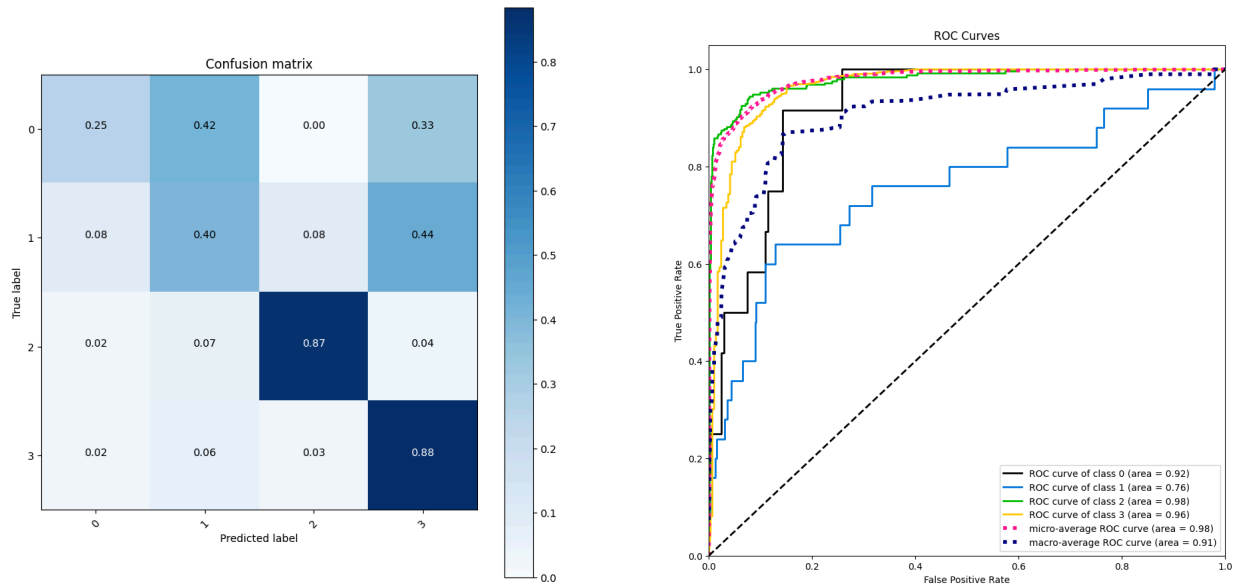 Confusion matrix
True label
0
0.25 0.42 0.00 0.33
1
0.08 0.40 0.08 0.44
2
0.02 0.07 0.87 0.04
3
0.02 0.06 0.03 0.88
0 1 2 3
Predicted label
0.8
0.7
0.6
0.5
0.4
0.3
0.2
0.1
0.0
ROC Curves
True Positive Rate
1.0
0.8
0.6
0.4
0.2
0.0
ROC curve of class 0 (area = 0.92)
ROC curve of class 1 (area = 0.76)
ROC curve of class 2 (area = 0.98)
ROC curve of class 3 (area = 0.96)
micro-average ROC curve (area = 0.98)
macro-average ROC curve (area = 0.91)
0.0 0.2 0.4 0.6 0.8 1.0
False Positive Rate